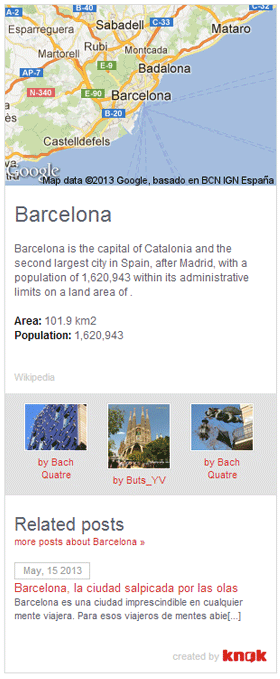 A-2
B-40
C-32
Mataro
Sabadell
Esparreguera
C-33
Rubi
Montcada
Martorell
E-9
Badalona
AP-7
N-340
E-90
Barcelona
ès
B-20
Castelldefels
Google
Map data ©2013 Google, basado en BCN IGN España
Barcelona
Barcelona is the capital of Catalonia and the
second largest city in Spain, after Madrid, with a
population of 1,620,943 within its administrative
limits on a land area of .
Area: 101.9 km2
Population: 1,620,943
Wikipedia
by Bach
Quatre
by Buts_YV
by Bach
Quatre
Related posts
more posts about Barcelona »
May, 15 2013
Barcelona, la ciudad salpicada por las olas
Barcelona es una ciudad imprescindible en cualquier
mente viajera. Para esos viajeros de mentes abie[...]
created by knok